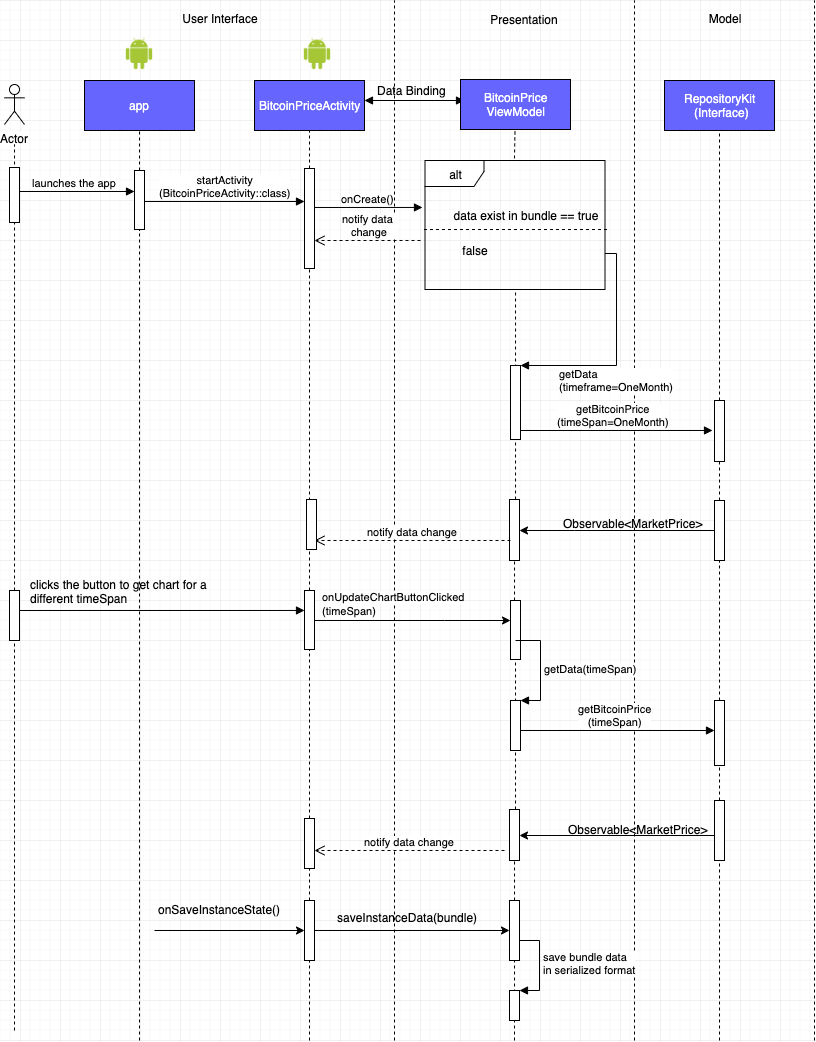 User Interface
Presentation
Model
Actor
app
BitcoinPriceActivity
Data Binding
BitcoinPrice
ViewModel
RepositoryKit
(Interface)
launches the app
startActivity
(BitcoinPriceActivity::class)
onCreate()
notify data
change
alt
data exist in bundle == true
false
getData
(timeframe=OneMonth)
getBitcoinPrice
(timeSpan=OneMonth)
Observable<MarketPrice>
notify data change
clicks the button to get chart for a
different timeSpan
onUpdateChartButtonClicked
(timeSpan)
getData(timeSpan)
getBitcoinPrice
(timeSpan)
Observable<MarketPrice>
notify data change
onSaveInstanceState()
saveInstanceData(bundle)
save bundle data
in serialized format